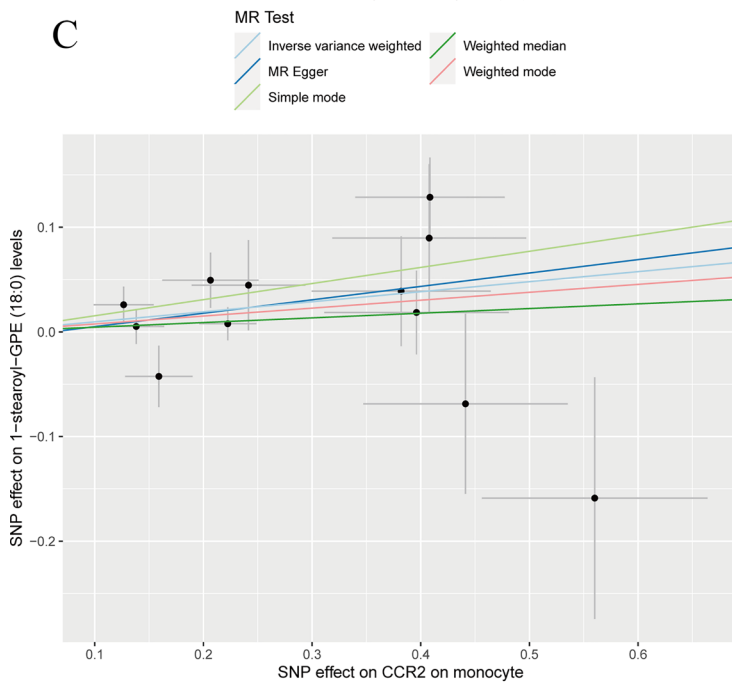 C
MR Test
Inverse variance weighted
Weighted median
MR Egger
Weighted mode
Simple mode
SNP effect on 1−stearoyl−GPE (18:0) levels
0.1
0.0
−0.1
−0.2
0.1 0.2 0.3 0.4 0.5 0.6
SNP effect on CCR2 on monocyte